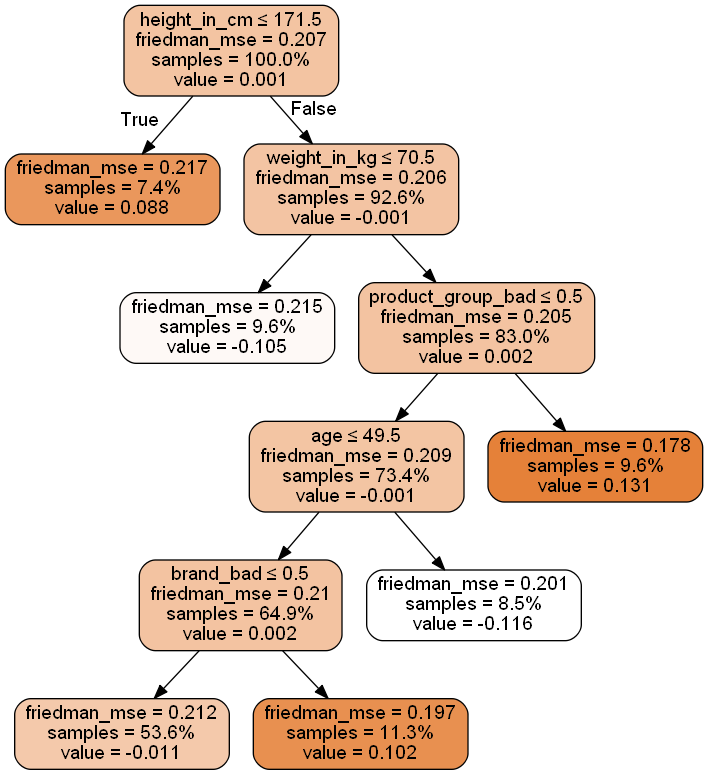 height_in_cm ≤ 171.5
friedman_mse = 0.207
samples = 100.0%
value = 0.001
True
False
friedman_mse = 0.217
samples = 7.4%
value = 0.088
weight_in_kg ≤ 70.5
friedman_mse = 0.206
samples = 92.6%
value = -0.001
friedman_mse = 0.215
samples = 9.6%
value = -0.105
product_group_bad ≤ 0.5
friedman_mse = 0.205
samples = 83.0%
value = 0.002
age ≤ 49.5
friedman_mse = 0.209
samples = 73.4%
value = -0.001
friedman_mse = 0.178
samples = 9.6%
value = 0.131
brand_bad ≤ 0.5
friedman_mse = 0.21
samples = 64.9%
value = 0.002
friedman_mse = 0.201
samples = 8.5%
value = -0.116
friedman_mse = 0.212
samples = 53.6%
value = -0.011
friedman_mse = 0.197
samples = 11.3%
value = 0.102